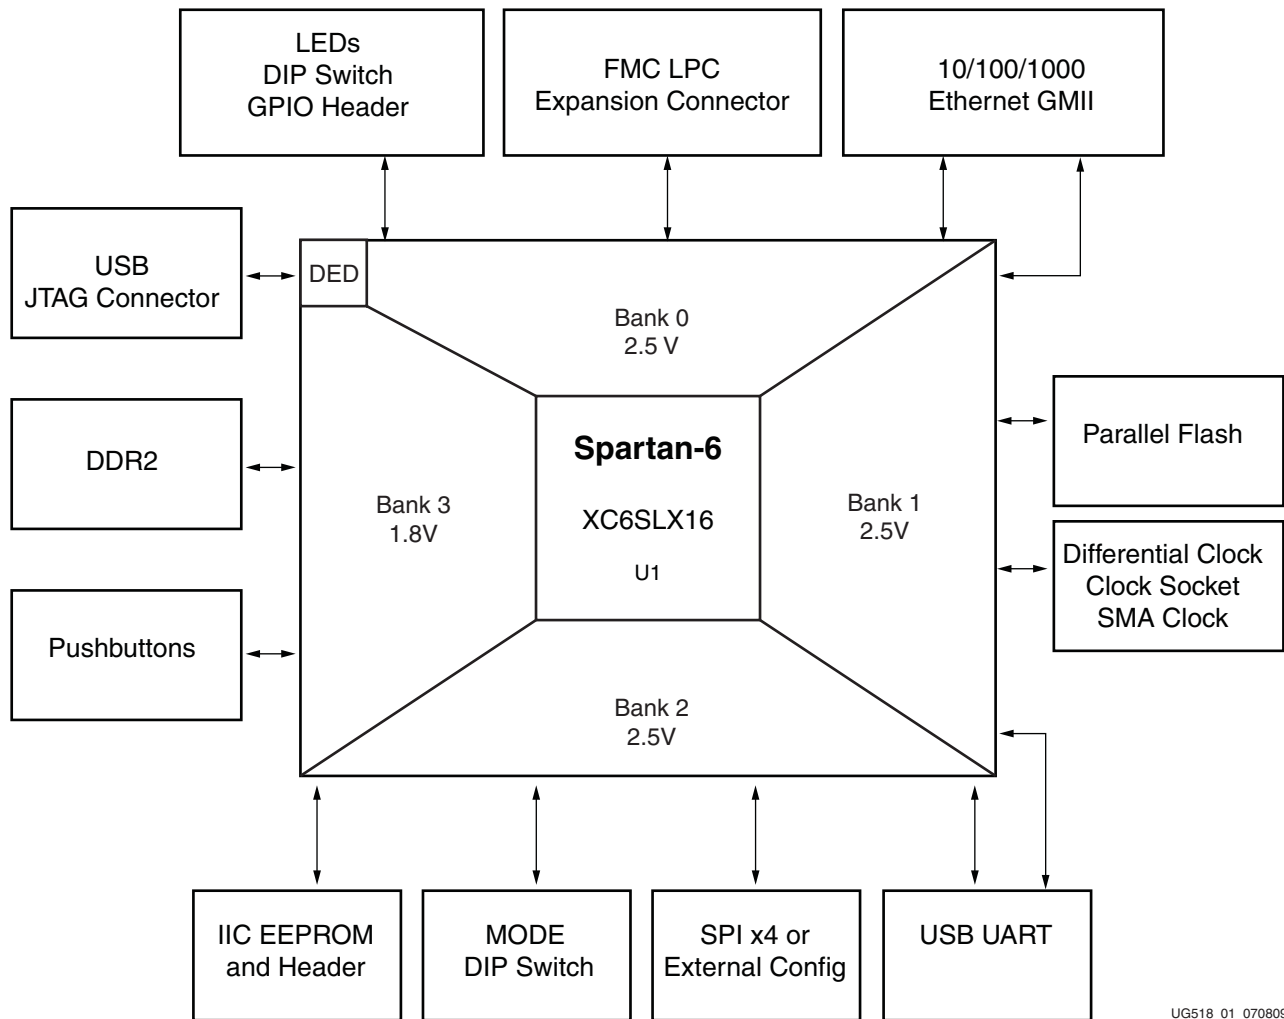 LEDs
DIP Switch
GPIO Header
FMC LPC
Expansion Connector
10/100/1000
Ethernet GMII
USB
JTAG Connector
DED
Bank 0
2.5 V
Parallel Flash
DDR2
Spartan-6
XC6SLX16
U1
Bank 3
1.8V
Bank 1
2.5V
Differential Clock
Clock Socket
SMA Clock
Pushbuttons
Bank 2
2.5V
IIC EEPROM
and Header
MODE
DIP Switch
SPI x4 or
External Config
USB UART
UG518_01_070809